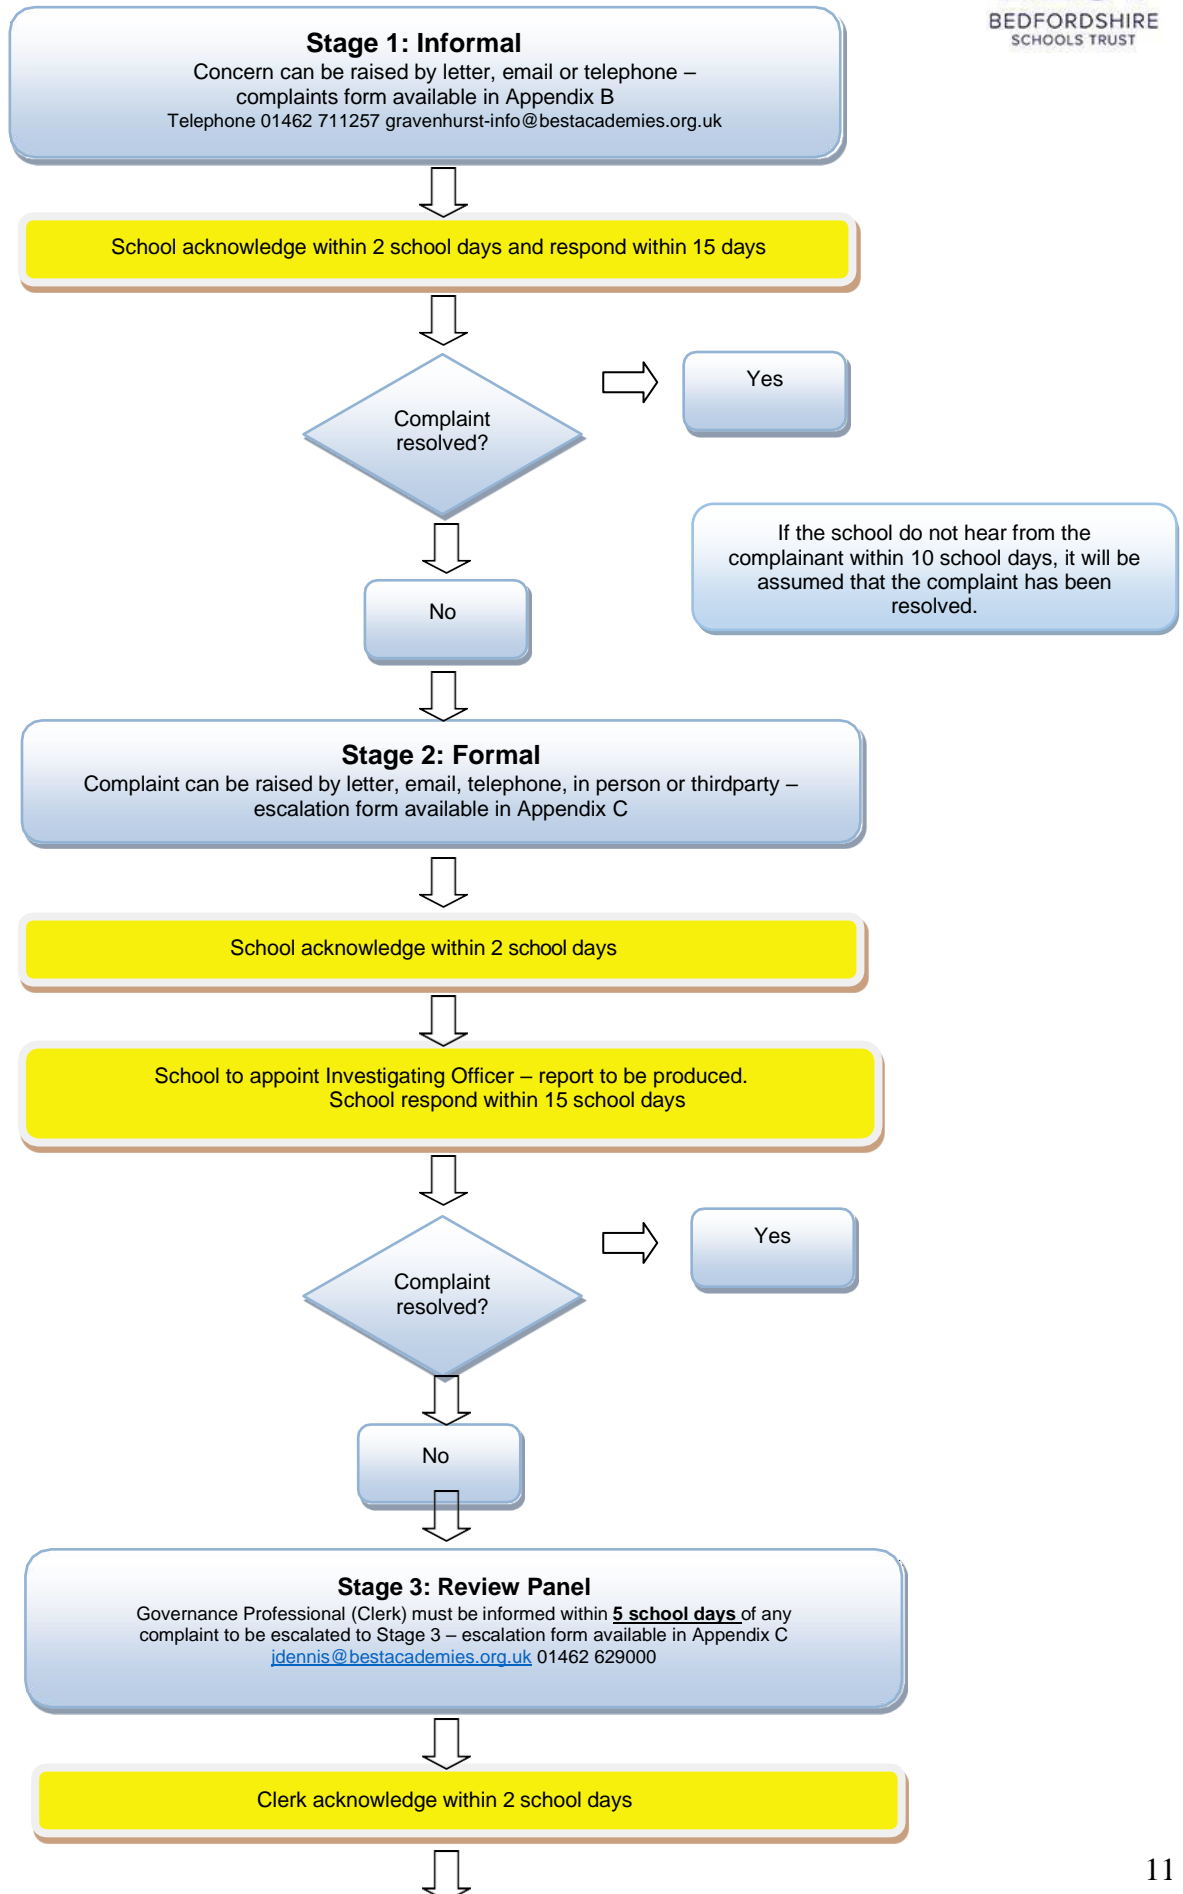 BEDFORDSHIRE
SCHOOLS TRUST
Stage 1: Informal
Concern can be raised by letter, email or telephone –
complaints form available in Appendix B
Telephone 01462 711257 gravenhurst-info@bestacademies.org.uk
School acknowledge within 2 school days and respond within 15 days
Complaint
resolved?
Yes
If the school do not hear from the
complainant within 10 school days, it will be
assumed that the complaint has been
resolved.
No
Stage 2: Formal
Complaint can be raised by letter, email, telephone, in person or thirdparty –
escalation form available in Appendix C
School acknowledge within 2 school days
School to appoint Investigating Officer – report to be produced.
School respond within 15 school days
Complaint
resolved?
Yes
No
Stage 3: Review Panel
Governance Professional (Clerk) must be informed within 5 school days of any
complaint to be escalated to Stage 3 – escalation form available in Appendix C
jdennis@bestacademies.org.uk 01462 629000
Clerk acknowledge within 2 school days
11